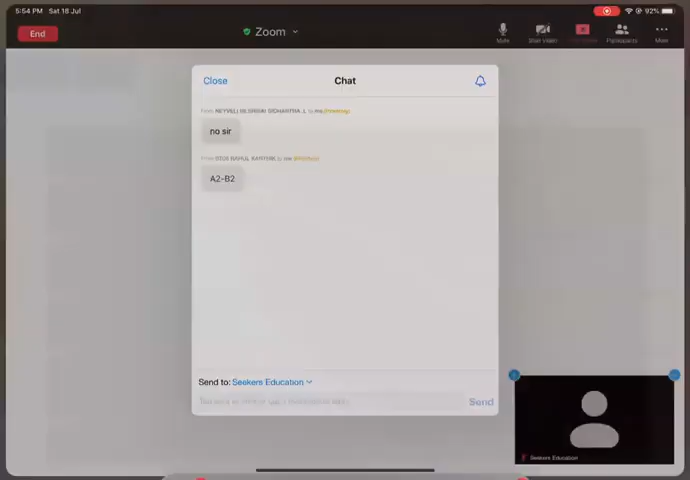 5:54 PM Sat 16 Jul
92%
End
Zoom
Mute
Start Video
Participants
More
Close
Chat
no sir
A2-B2
Send to: Seekers Education
Send
Seekers Education